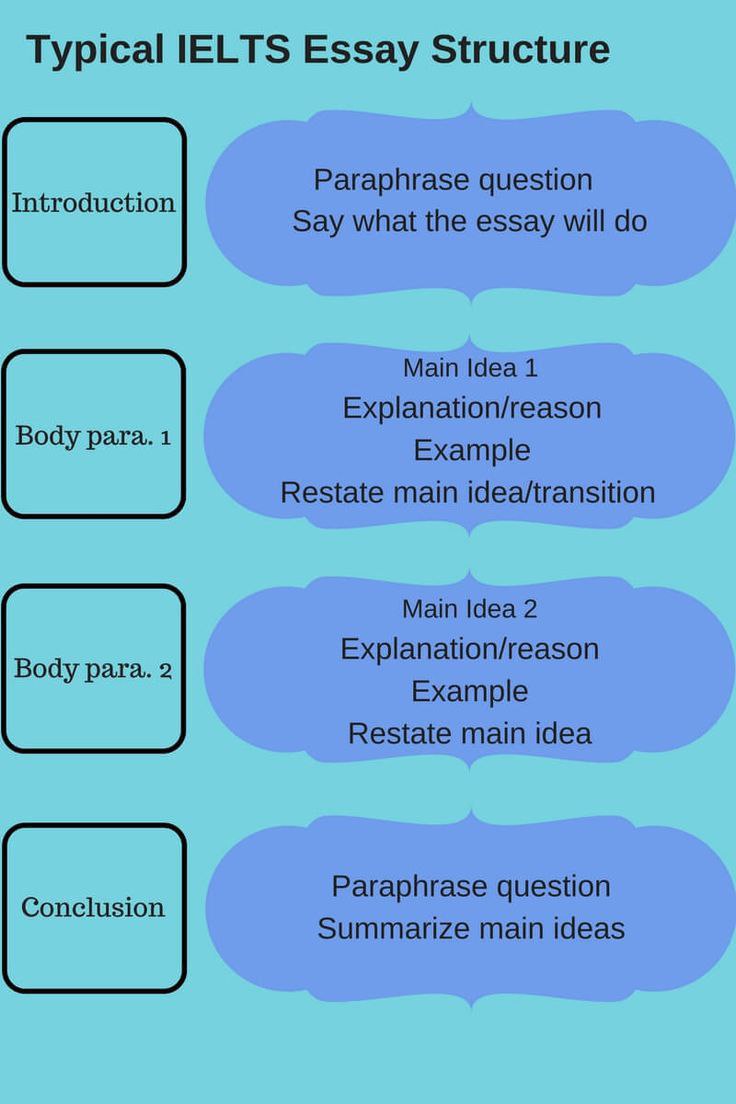 Typical IELTS Essay Structure
Introduction
Paraphrase question
Say what the essay will do
Body para. 1
Main Idea 1
Explanation/reason
Example
Restate main idea/transition
Body para. 2
Main Idea 2
Explanation/reason
Example
Restate main idea
Conclusion
Paraphrase question
Summarize main ideas